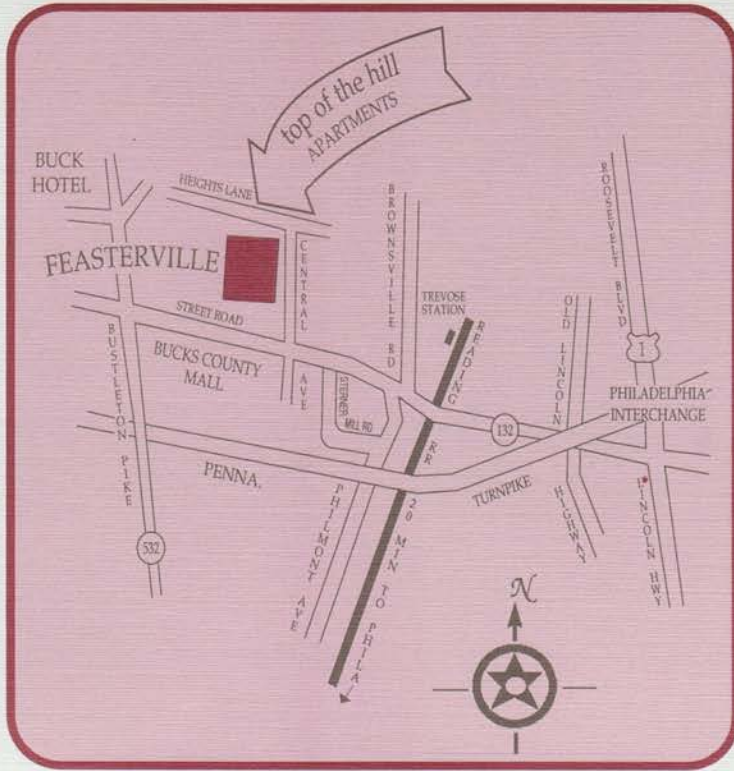 top of the hill
APARTMENTS
BUCK
HOTEL
HEIGHTS LANE
FEASTERVILLE
CENTRAL
AVE
BROWNSVILLE RD
TREVOSE
STATION
READING RR 20 MIN TO PHILA
ROOSEVELT BLVD
1
OLD LINCOLN
HIGHWAY
PHILADELPHIA
INTERCHANGE
STREET ROAD
BUCKS COUNTY
MALL
BUSTLETON PIKE
532
STERNER
MILL RD
132
PENNA.
TURNPIKE
PHILMONT AVE
LINCOLN HWY
N